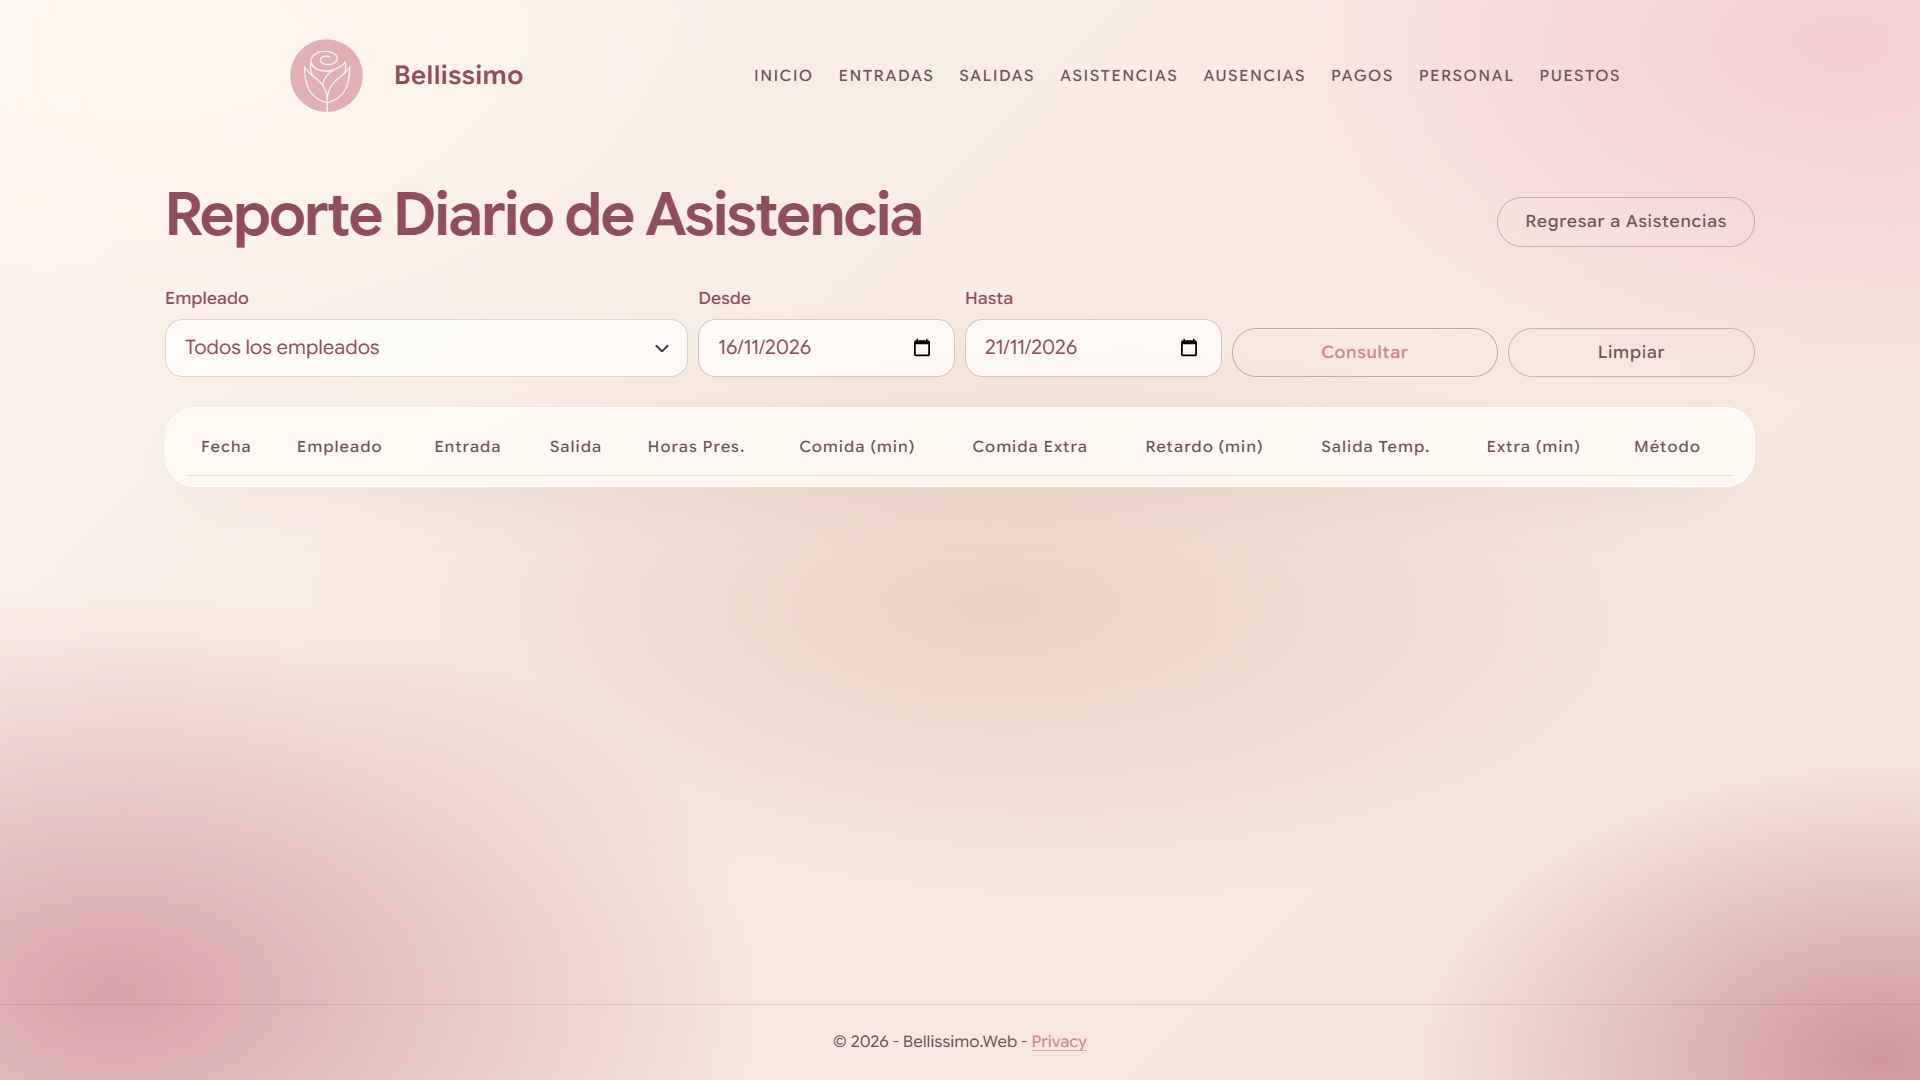 Bellissimo
INICIO ENTRADAS SALIDAS ASISTENCIAS AUSENCIAS PAGOS PERSONAL PUESTOS
Reporte Diario de Asistencia
Regresar a Asistencias
Empleado Desde Hasta
Todos los empleados 16/11/2026 21/11/2026 Consultar Limpiar
Fecha Empleado Entrada Salida Horas Pres. Comida (min) Comida Extra Retardo (min) Salida Temp. Extra (min) Método
© 2026 - Bellissimo.Web - Privacy